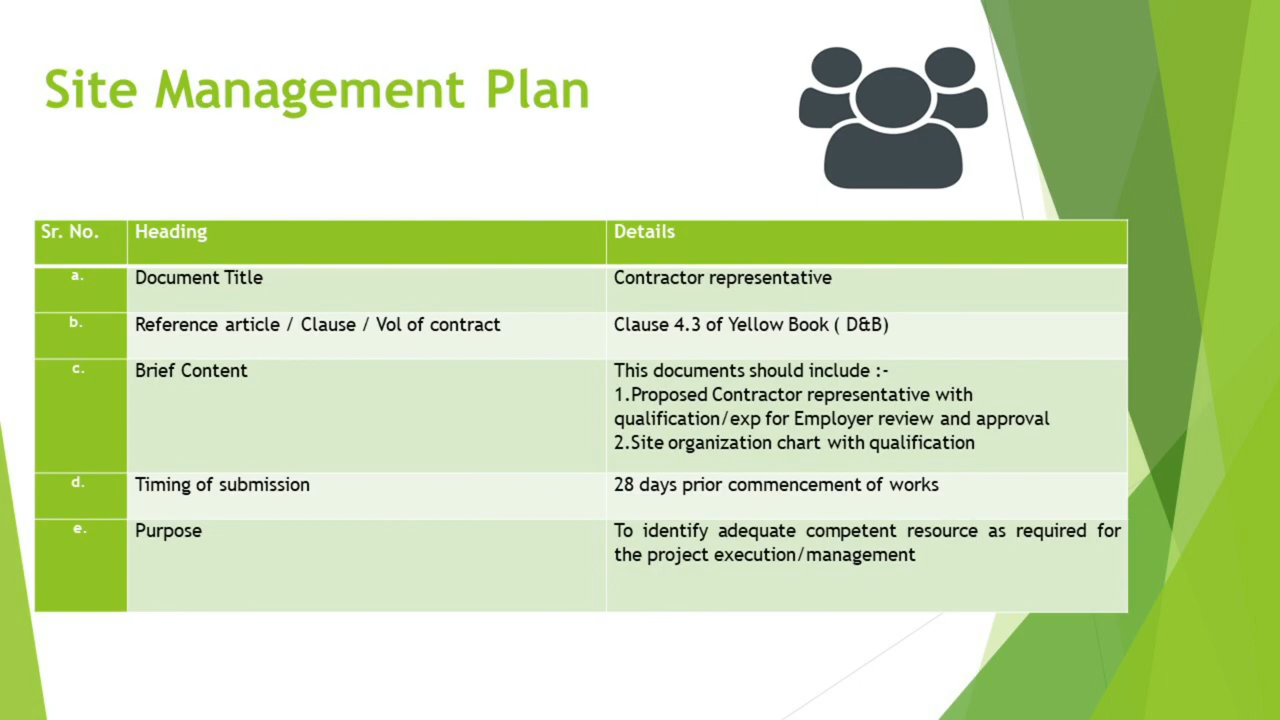 Site Management Plan
Sr. No. Heading Details
a. Document Title Contractor representative
b. Reference article / Clause / Vol of contract Clause 4.3 of Yellow Book ( D&B)
c. Brief Content This documents should include :-
1.Proposed Contractor representative with
qualification/exp for Employer review and approval
2.Site organization chart with qualification
d. Timing of submission 28 days prior commencement of works
e. Purpose To identify adequate competent resource as required for
the project execution/management